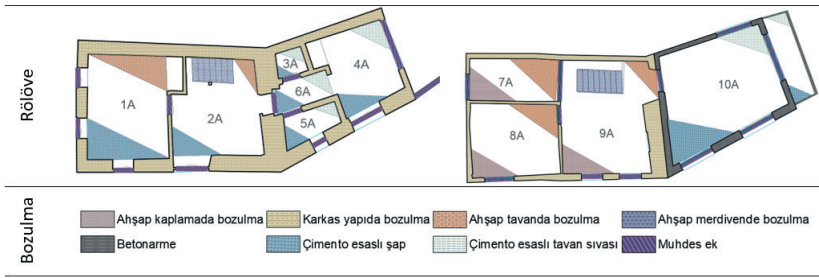 Rölöve
1A
2A
3A
4A
6A
5A
7A
8A
9A
10A
Bozulma
Ahşap kaplamada bozulma
Karkas yapıda bozulma
Ahşap tavanda bozulma
Ahşap merdivende bozulma
Betonarme
Çimento esaslı şap
Çimento esaslı tavan sıvası
Muhdes ek